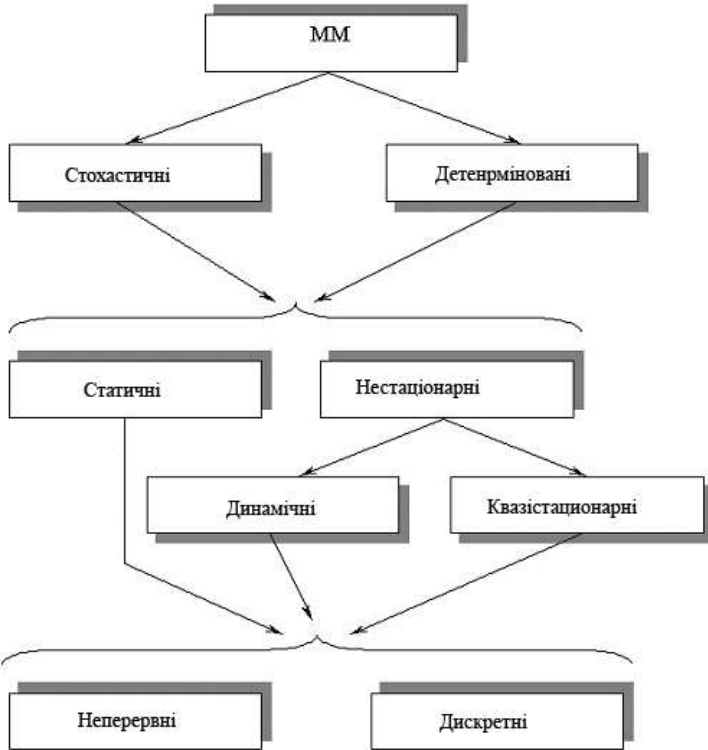 ММ
Стохастичні
Детенрміновані
Статичні
Нестаціонарні
Динамічні
Квазістационарні
Неперервні
Дискретні